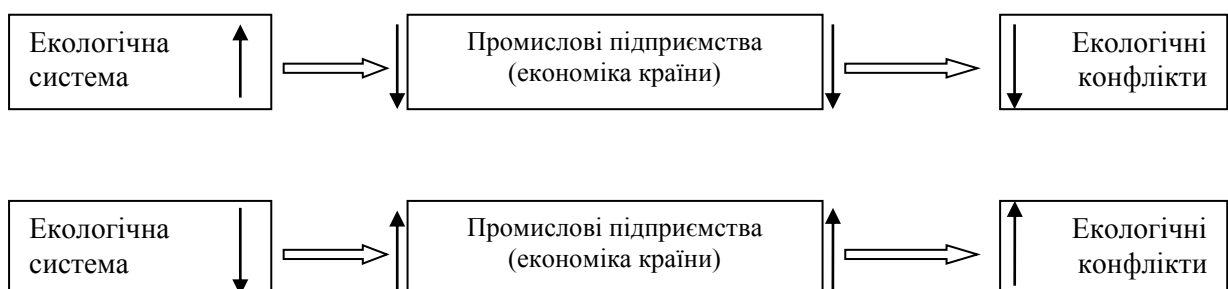 Екологічна
система
Промислові підприємства
(економіка країни)
Екологічні
конфлікти
Екологічна
система
Промислові підприємства
(економіка країни)
Екологічні
конфлікти